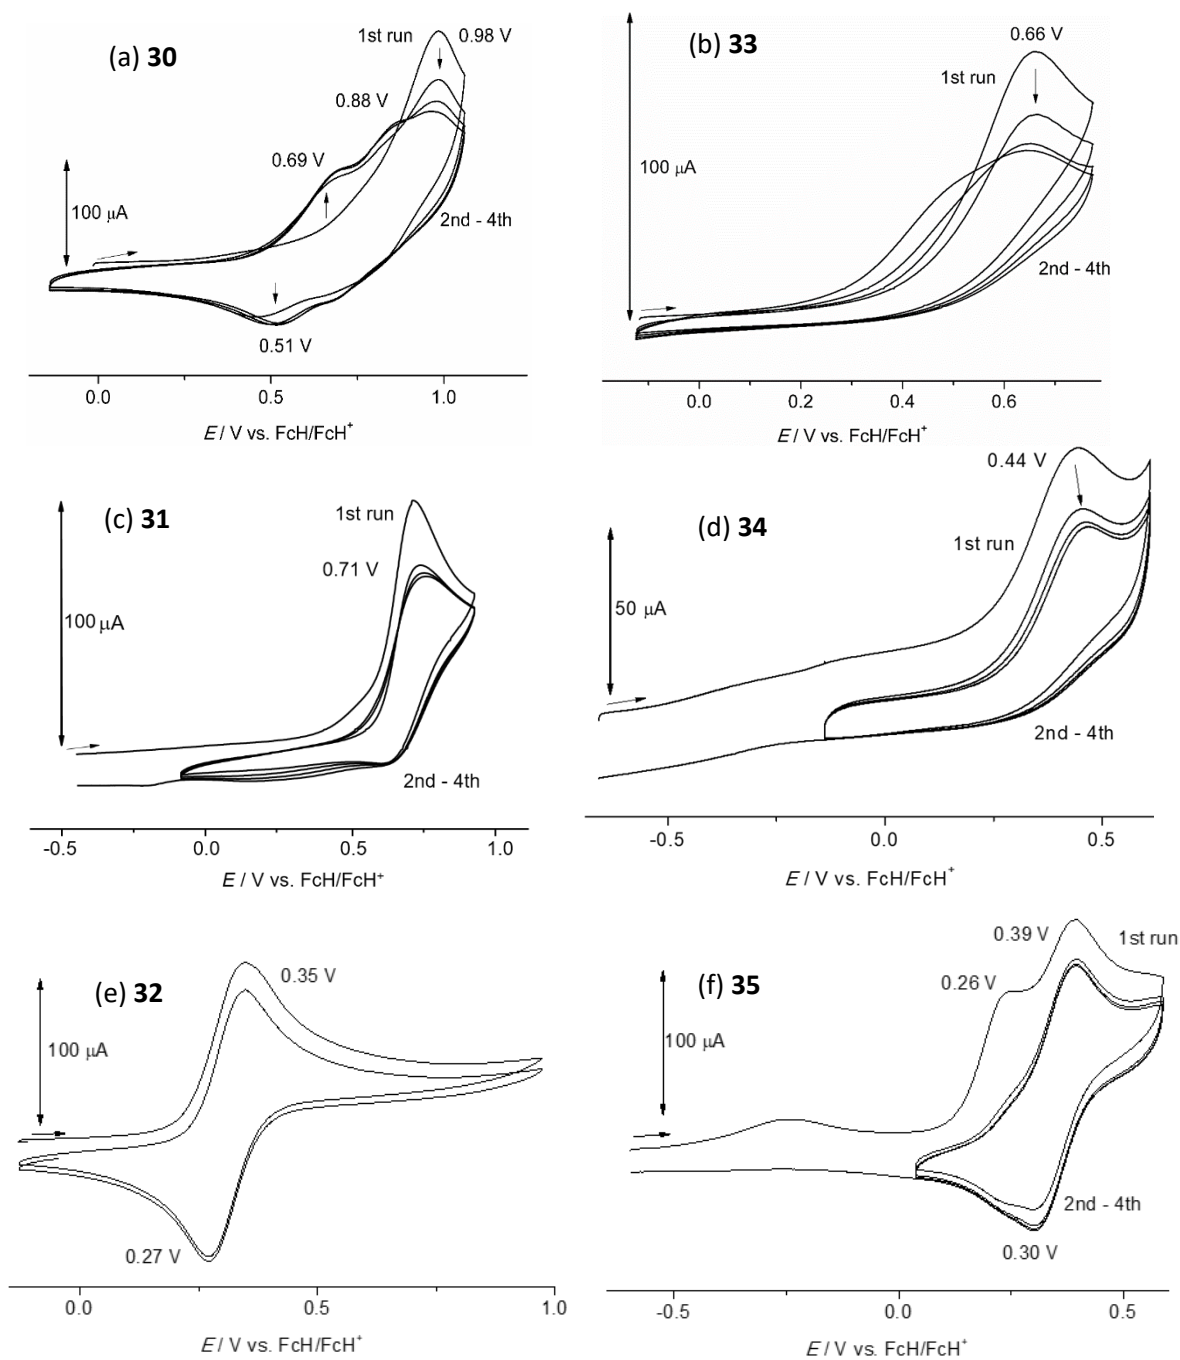 (a) 30
1st run
0.98 V
0.88 V
0.69 V
100 μA
2nd - 4th
0.51 V
0.0
0.5
1.0
E / V vs. FcH/FcH+
(b) 33
0.66 V
1st run
100 μA
2nd - 4th
0.0
0.2
0.4
0.6
E / V vs. FcH/FcH+
(c) 31
1st run
0.71 V
100 μA
2nd - 4th
-0.5
0.0
0.5
1.0
E / V vs. FcH/FcH+
(d) 34
0.44 V
1st run
50 μA
2nd - 4th
-0.5
0.0
0.5
E / V vs. FcH/FcH+
(e) 32
0.35 V
100 μA
0.27 V
0.0
0.5
1.0
E / V vs. FcH/FcH+
(f) 35
0.39 V
1st run
0.26 V
100 μA
2nd - 4th
0.30 V
-0.5
0.0
0.5
E / V vs. FcH/FcH+